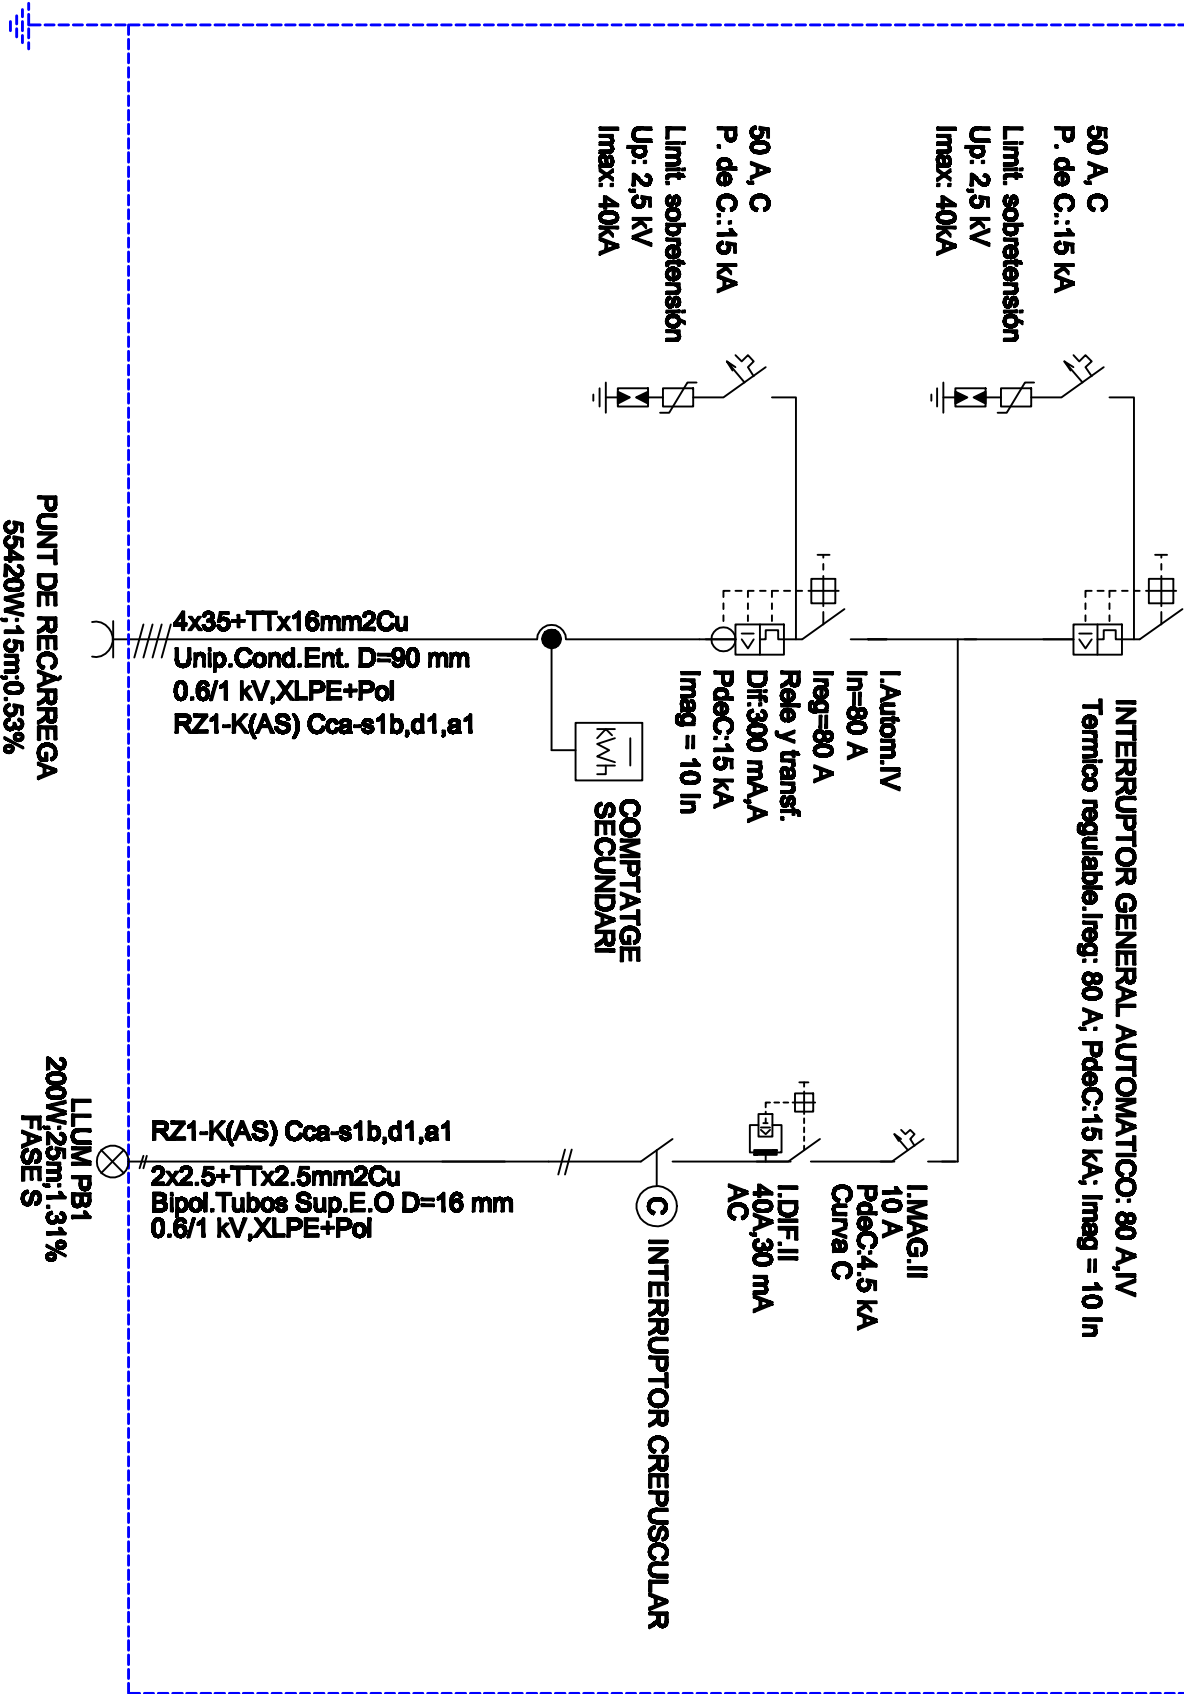 50 A, C
P. de C.:15 kA
Limit. sobretensión
Up: 2,5 kV
Imax: 40kA
INTERRUPTOR GENERAL AUTOMATICO: 80 A,IV
Termico regulable.Ireg: 80 A; PdeC:15 kA; Imag = 10 In
50 A, C
P. de C.:15 kA
Limit. sobretensión
Up: 2,5 kV
Imax: 40kA
I.Autom.IV
In=80 A
Ireg=80 A
Rele y transf.
Dif:300 mA,A
PdeC:15 kA
Imag = 10 In
I.MAG.II
10 A
PdeC:4.5 kA
Curva C
I.DIF.II
40A,30 mA
AC
kWh
COMPTATGE
SECUNDARI
C
INTERRUPTOR CREPUSCULAR
4x35+TTx16mm2Cu
Unip.Cond.Ent. D=90 mm
0.6/1 kV,XLPE+Pol
RZ1-K(AS) Cca-s1b,d1,a1
RZ1-K(AS) Cca-s1b,d1,a1
2x2.5+TTx2.5mm2Cu
Bipol.Tubos Sup.E.O D=16 mm
0.6/1 kV,XLPE+Pol
PUNT DE RECÀRREGA
55420W;15m;0.53%
LLUM PB1
200W;25m;1.31%
FASE S